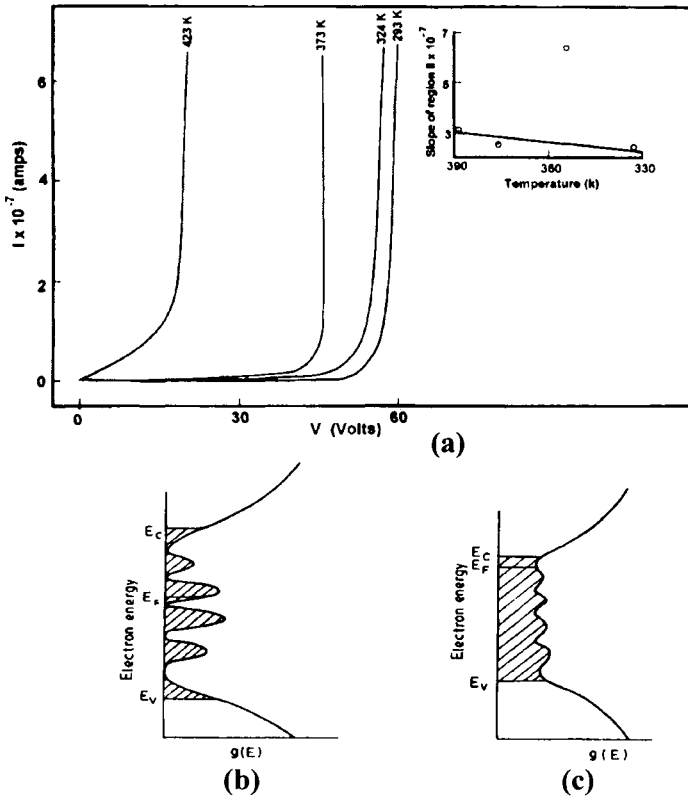 423 K
373 K
324 K
293 K
I x 10⁻⁷ (amps)
6
4
2
0
0
30
60
V (Volts)
Slope of region II x 10⁻⁷
7
5
3
390
360
330
Temperature (k)
(a)
Electron energy
E_C
E_F
E_V
g(E)
(b)
Electron energy
E_C
E_F
E_V
g(E)
(c)